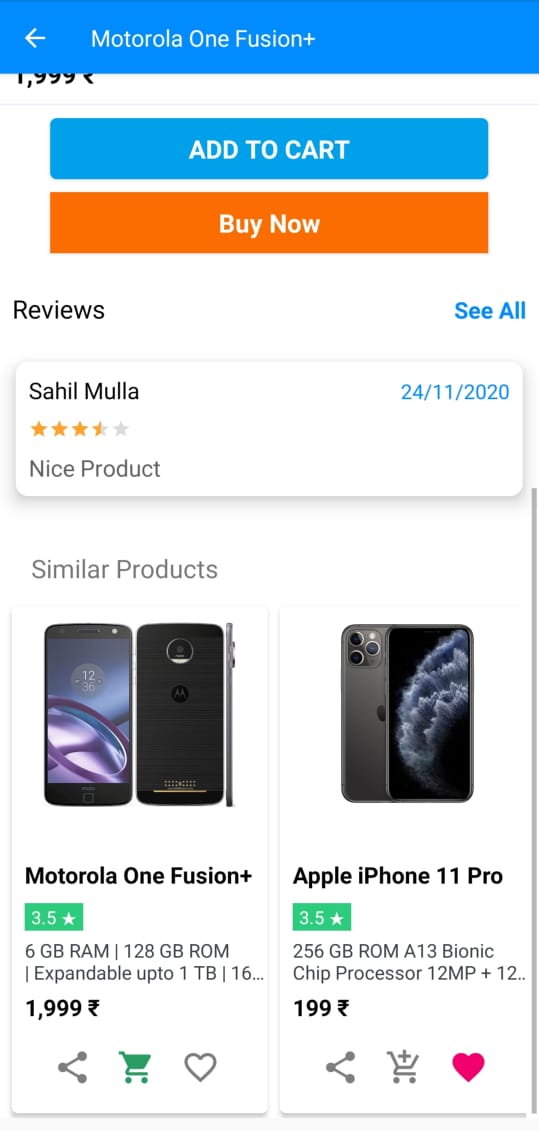 Motorola One Fusion+
1,999 ₹
ADD TO CART
Buy Now
Reviews
See All
Sahil Mulla
24/11/2020
Nice Product
Similar Products
12
36
Motorola One Fusion+
3.5 ★
6 GB RAM | 128 GB ROM
| Expandable upto 1 TB | 16...
1,999 ₹
Apple iPhone 11 Pro
3.5 ★
256 GB ROM A13 Bionic
Chip Processor 12MP + 12...
199 ₹